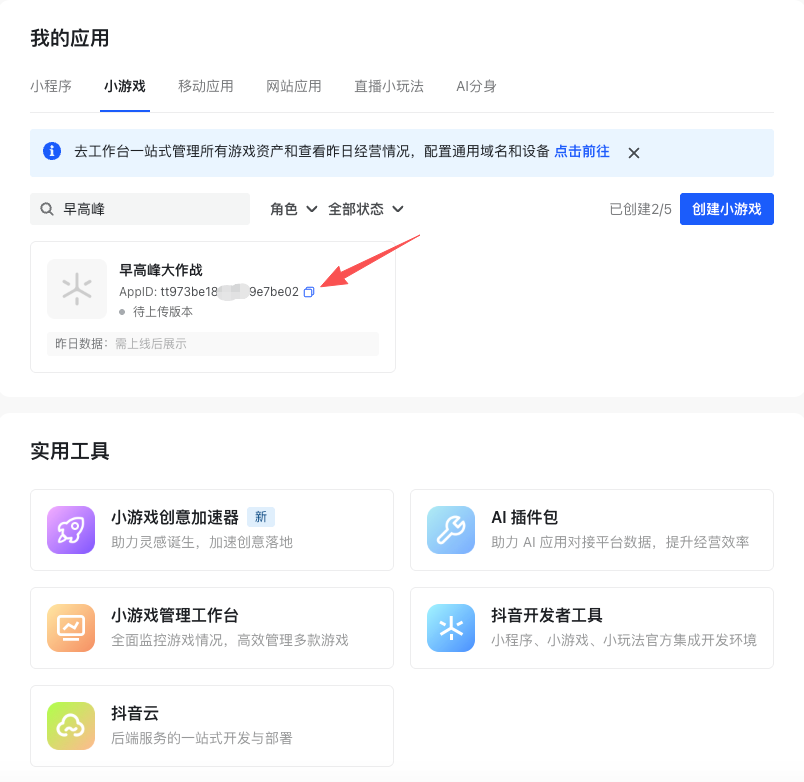 我的应用
小程序 小游戏 移动应用 网站应用 直播小玩法 AI分身
去工作台一站式管理所有游戏资产和查看昨日经营情况，配置通用域名和设备 点击前往
早高峰 角色 全部状态 已创建2/5 创建小游戏
早高峰大作战
AppID: tt973be18 9e7be02
待上传版本
昨日数据： 需上线后展示
实用工具
小游戏创意加速器 新
助力灵感诞生，加速创意落地
AI 插件包
助力 AI 应用对接平台数据，提升经营效率
小游戏管理工作台
全面监控游戏情况，高效管理多款游戏
抖音开发者工具
小程序、小游戏、小玩法官方集成开发环境
抖音云
后端服务的一站式开发与部署